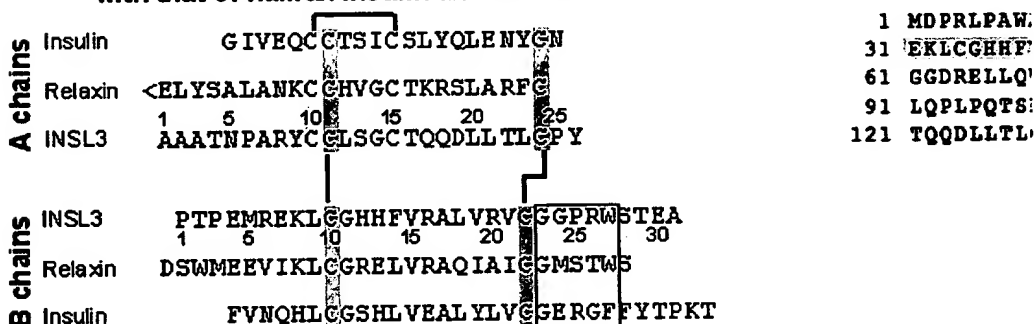 A chains
Insulin GIVEQCCTSICSLYQLENYCN
Relaxin <ELYSALANKCCHVGCTKRSLARFC
1 5 10 15 20 25
INSL3 AAATNPARYCCLSGCTQQDLLTLCPY
B chains
INSL3 PTPEMREKLCGHHFVRALVRVCGGPRWSTEA
1 5 10 15 20 25 30
Relaxin DSWMEEVIKLCGRELVRAQIAICGMSTWS
Insulin FVNQHLCGSHLVEALYLVCGERGFFYTPKT
1 MDPRLPAW
31 EKLCGHHF
61 GGDRELLQ
91 LQPLPQTS
121 TQQDLLTL